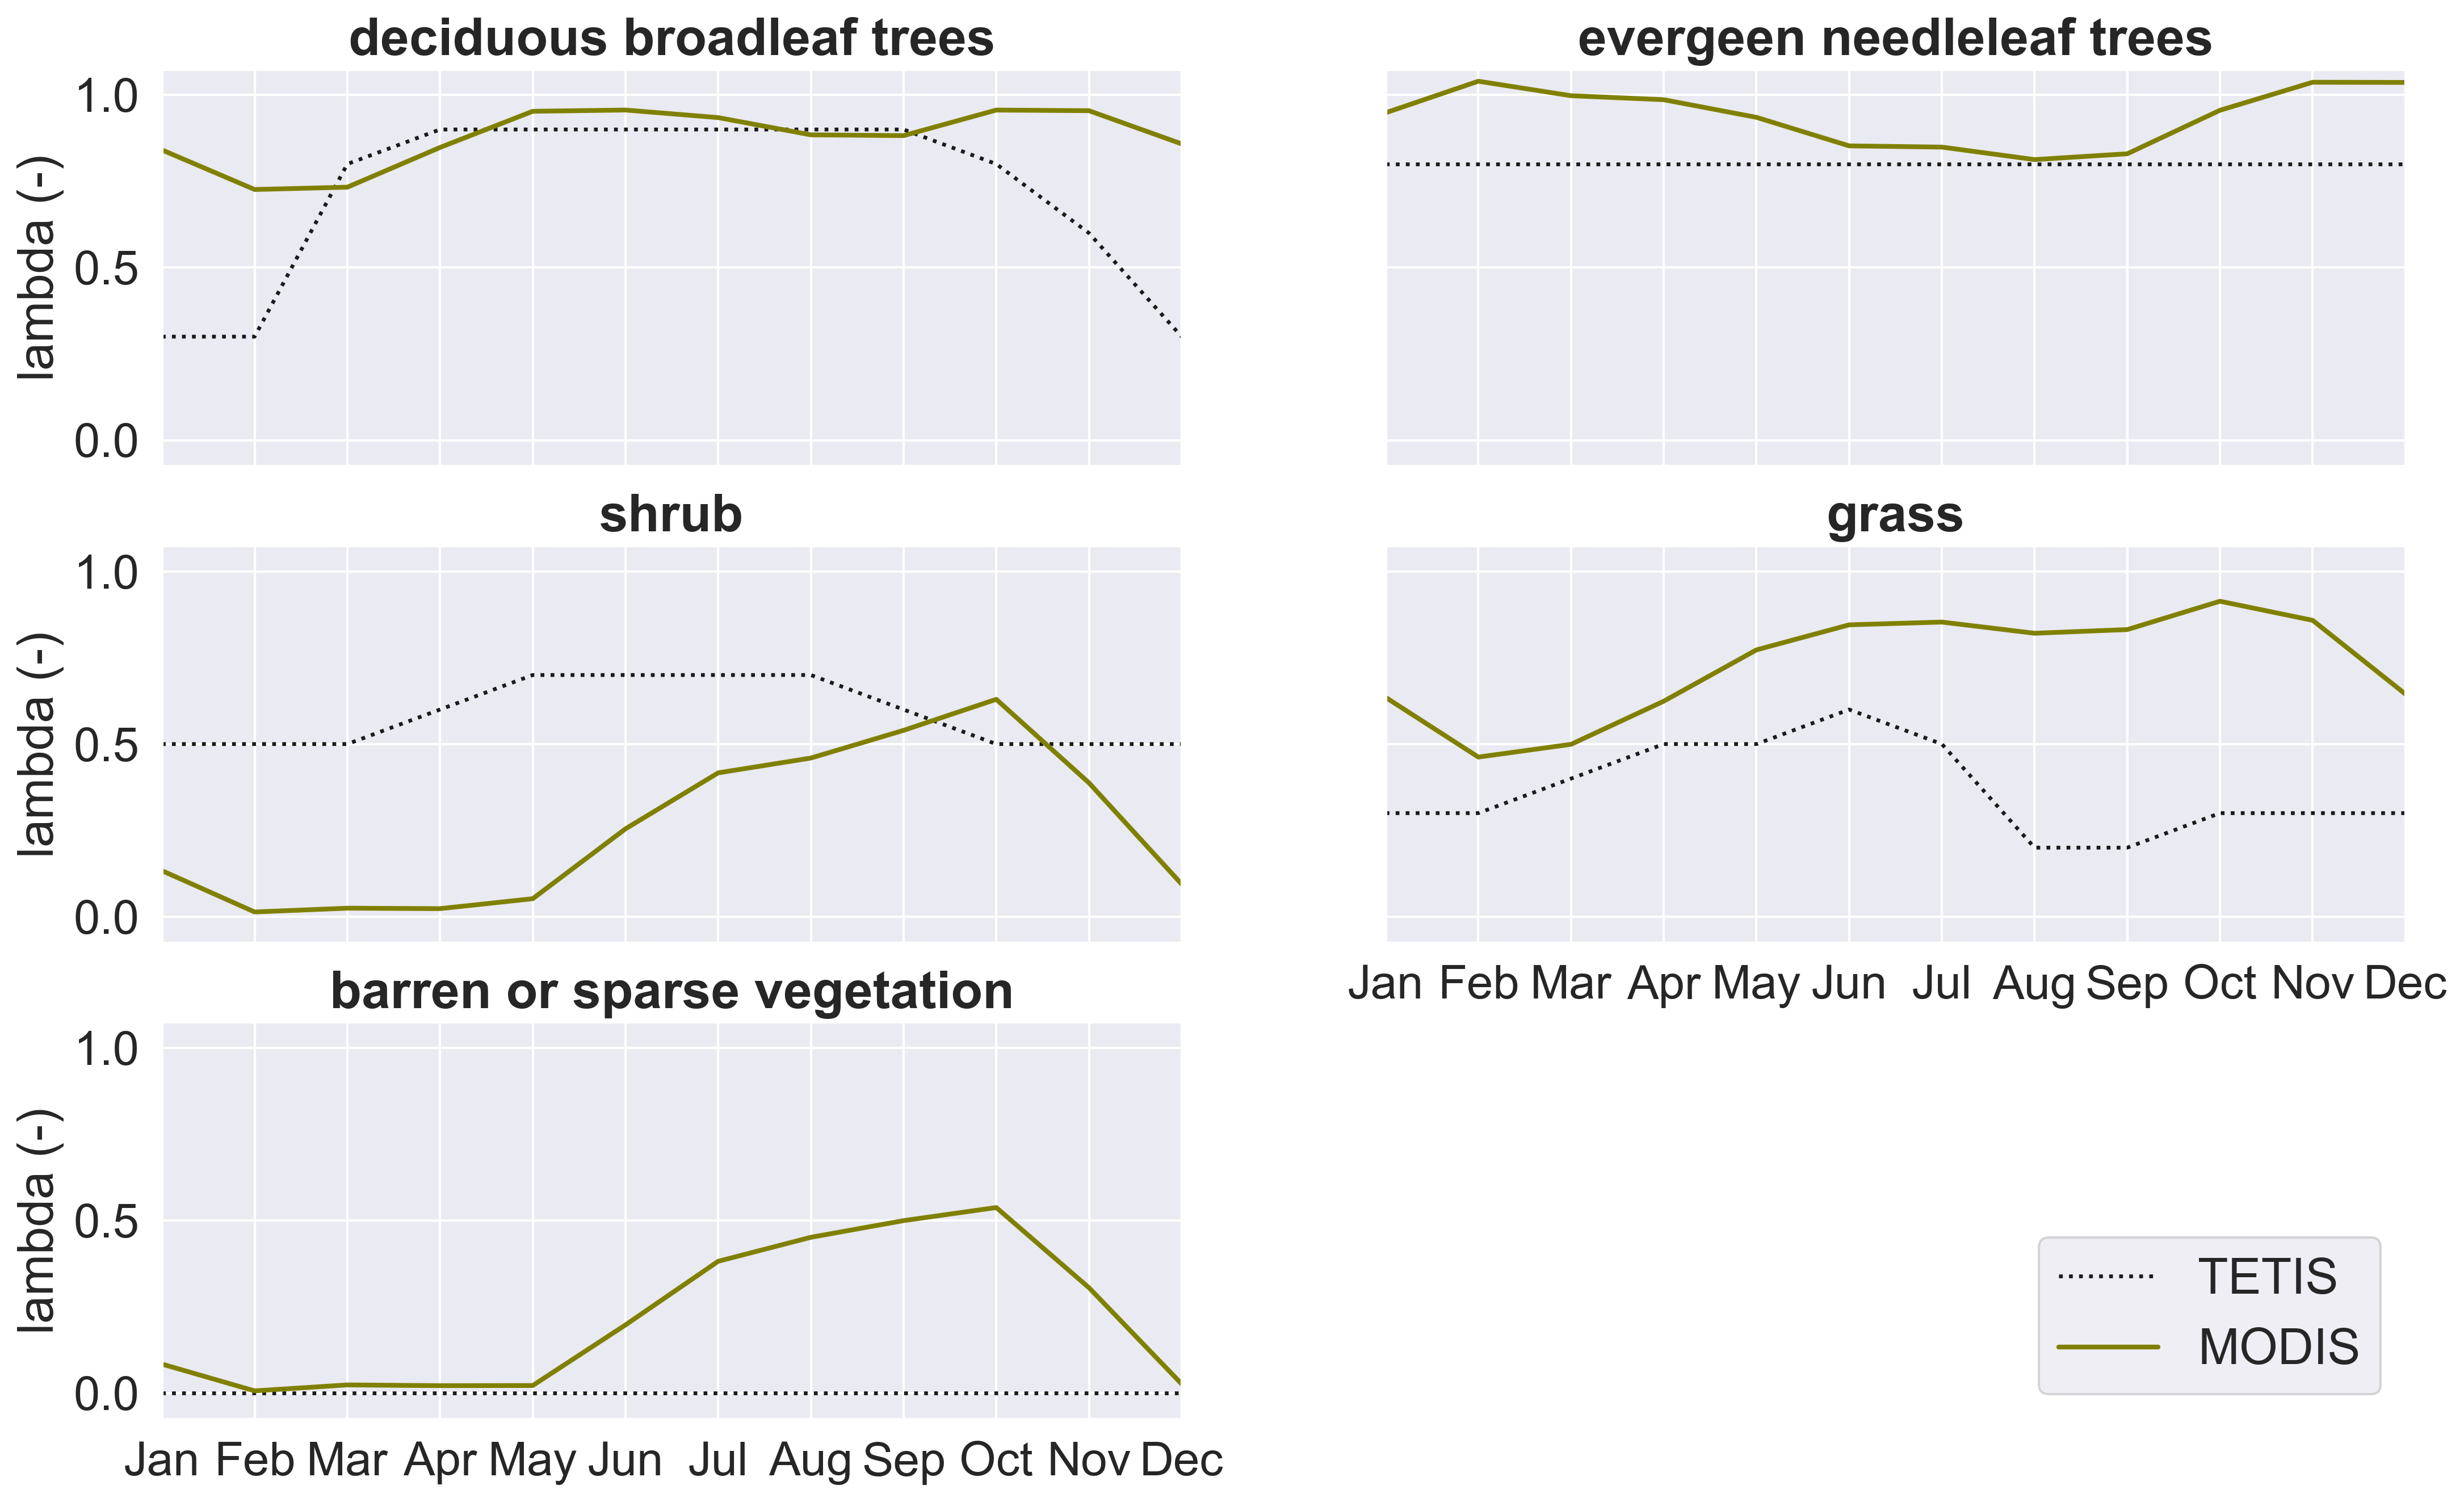 deciduous broadleaf trees
evergeen needleleaf trees
lambda (-)
1.0
0.5
0.0
shrub
grass
lambda (-)
1.0
0.5
0.0
Jan Feb Mar Apr May Jun Jul Aug Sep Oct Nov Dec
barren or sparse vegetation
lambda (-)
1.0
0.5
0.0
Jan Feb Mar Apr May Jun Jul Aug Sep Oct Nov Dec
TETIS
MODIS